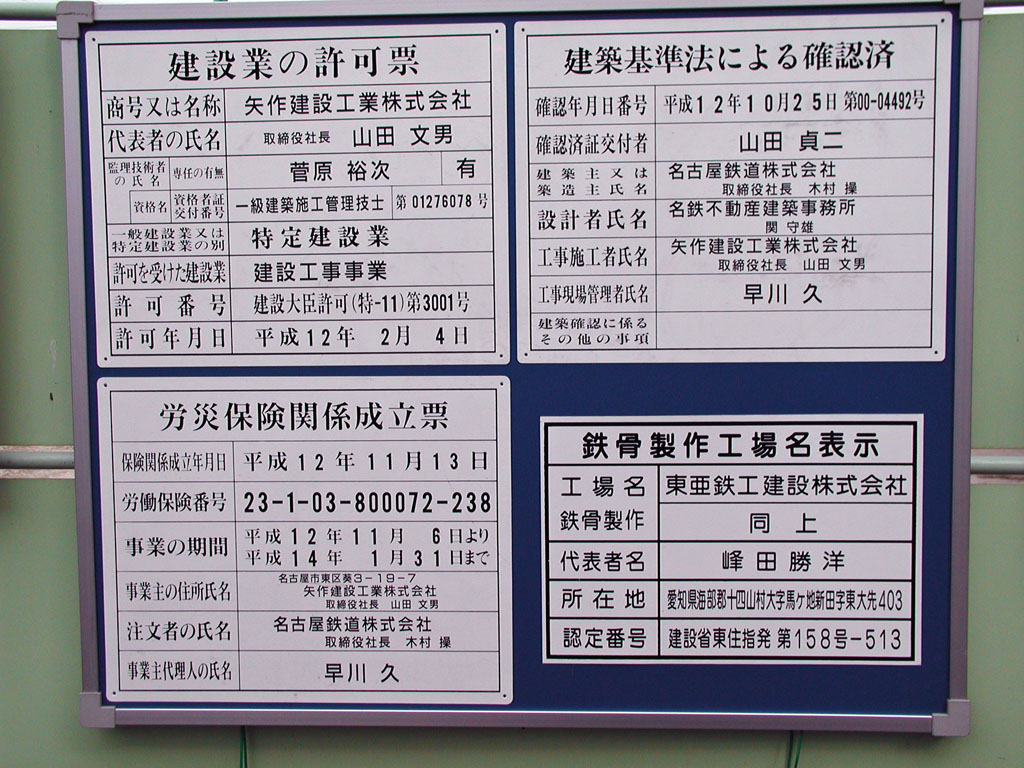 建設業の許可票
商号又は名称 矢作建設工業株式会社
代表者の氏名 取締役社長 山田 文男
監理技術者の氏名 専任の有無 菅原 裕次 有
資格名 資格者証交付番号 一級建築施工管理技士 第01276078号
一般建設業又は特定建設業の別 特定建設業
許可を受けた建設業 建設工事事業
許可番号 建設大臣許可(特-11)第3001号
許可年月日 平成12年 2月 4日
建築基準法による確認済
確認年月日番号 平成12年10月25日 第00-04492号
確認済証交付者 山田 貞二
建築主又は築造主氏名 名古屋鉄道株式会社
取締役社長 木村 操
設計者氏名 名鉄不動産建築事務所
関 守雄
工事施工者氏名 矢作建設工業株式会社
取締役社長 山田 文男
工事現場管理者氏名 早川 久
建築確認に係る
その他の事項
労災保険関係成立票
保険関係成立年月日 平成12年11月13日
労働保険番号 23-1-03-800072-238
事業の期間 平成12年11月 6日より
平成14年 1月31日まで
事業主の住所氏名 名古屋市東区葵3-19-7
矢作建設工業株式会社
取締役社長 山田 文男
注文者の氏名 名古屋鉄道株式会社
取締役社長 木村 操
事業主代理人の氏名 早川 久
鉄骨製作工場名表示
工場名 東亜鉄工建設株式会社
鉄骨製作 同上
代表者名 峰田勝洋
所在地 愛知県海部郡十四山村大字馬ケ地新田字東大先403
認定番号 建設省東住指発 第158号-513